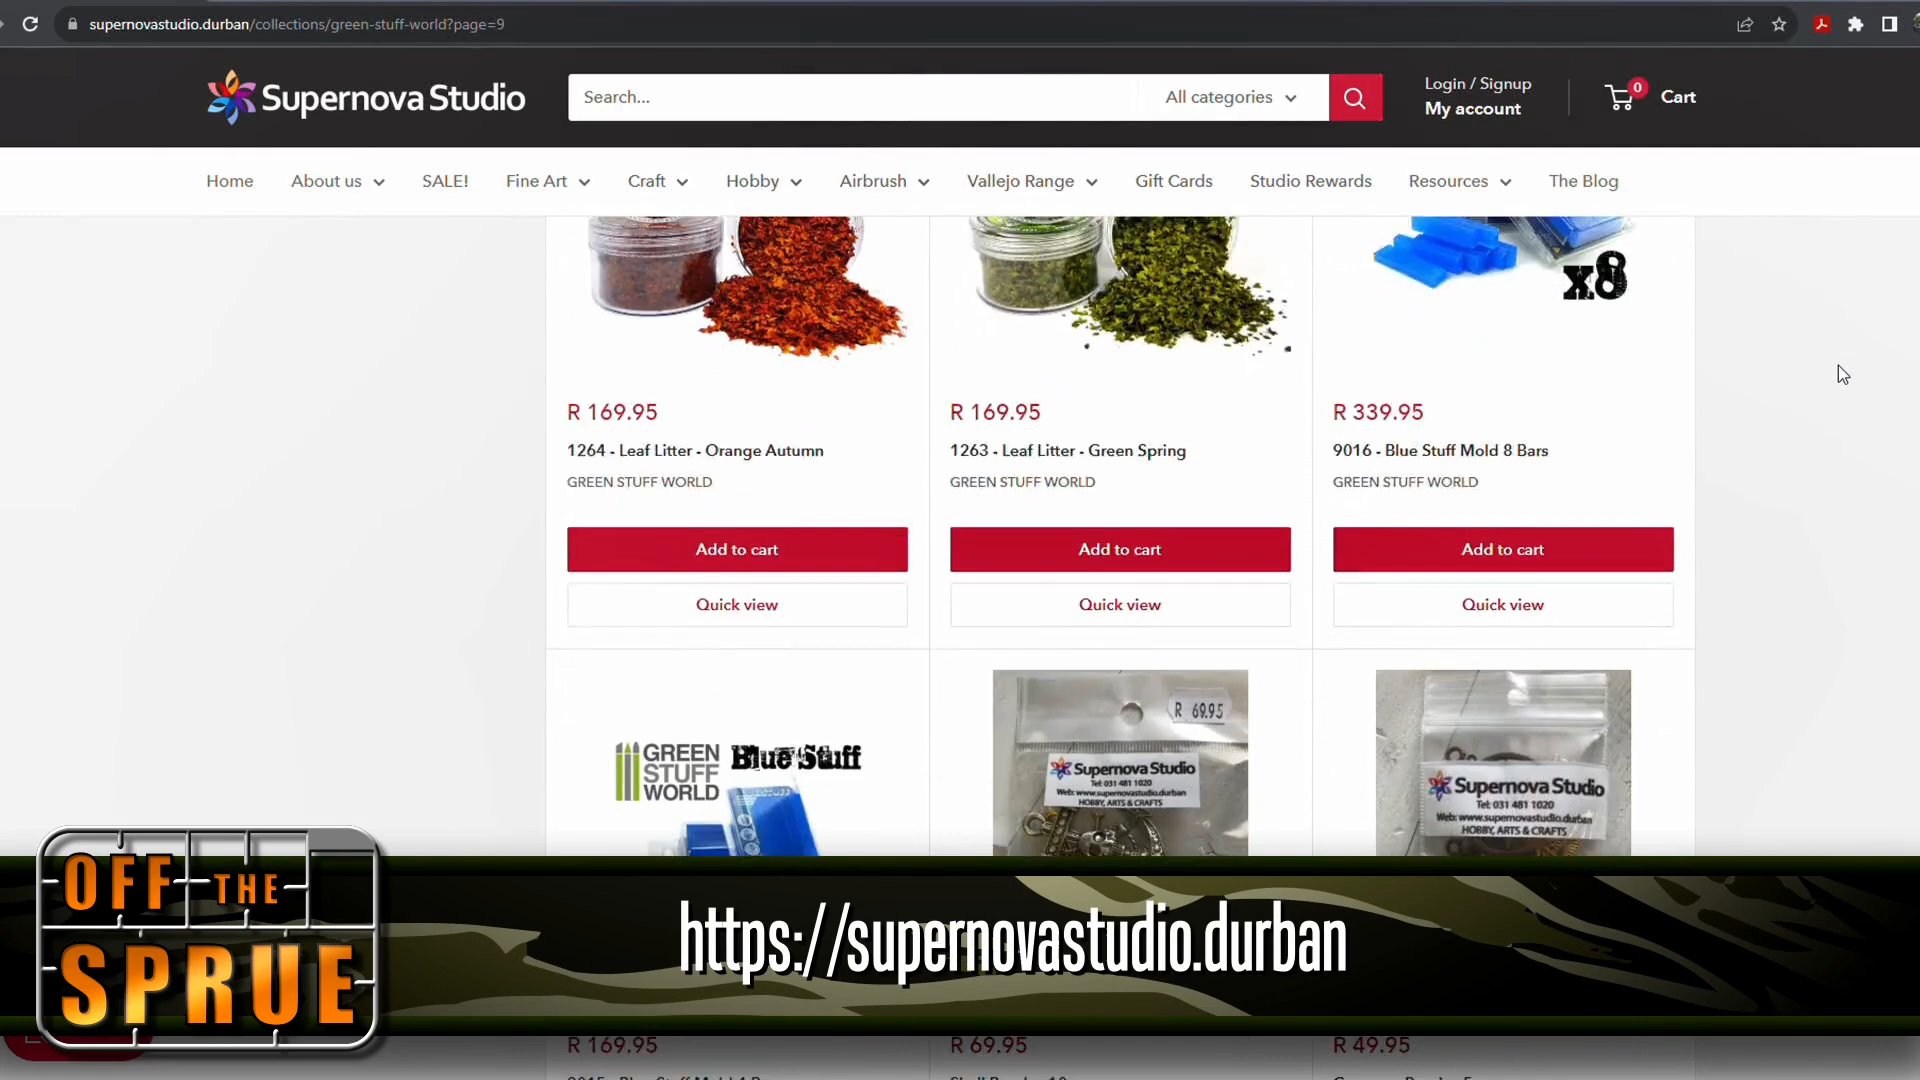 supernovastudio.durban/collections/green-stuff-world?page=9
Supernova Studio
Search...
All categories
Login / Signup
My account
0
Cart
Home
About us
SALE!
Fine Art
Craft
Hobby
Airbrush
Vallejo Range
Gift Cards
Studio Rewards
Resources
The Blog
x8
R 169.95
R 169.95
R 339.95
1264 - Leaf Litter - Orange Autumn
1263 - Leaf Litter - Green Spring
9016 - Blue Stuff Mold 8 Bars
GREEN STUFF WORLD
GREEN STUFF WORLD
GREEN STUFF WORLD
Add to cart
Add to cart
Add to cart
Quick view
Quick view
Quick view
GREEN
STUFF
WORLD
Blue Stuff
R 69.95
Supernova Studio
Tel: 031 481 1020
Web: www.supernovastudio.durban
HOBBY, ARTS & CRAFTS
Supernova Studio
Tel: 031 481 1020
Web: www.supernovastudio.durban
HOBBY, ARTS & CRAFTS
OFF THE
SPRUE
https://supernovastudio.durban
R 169.95
R 69.95
R 49.95